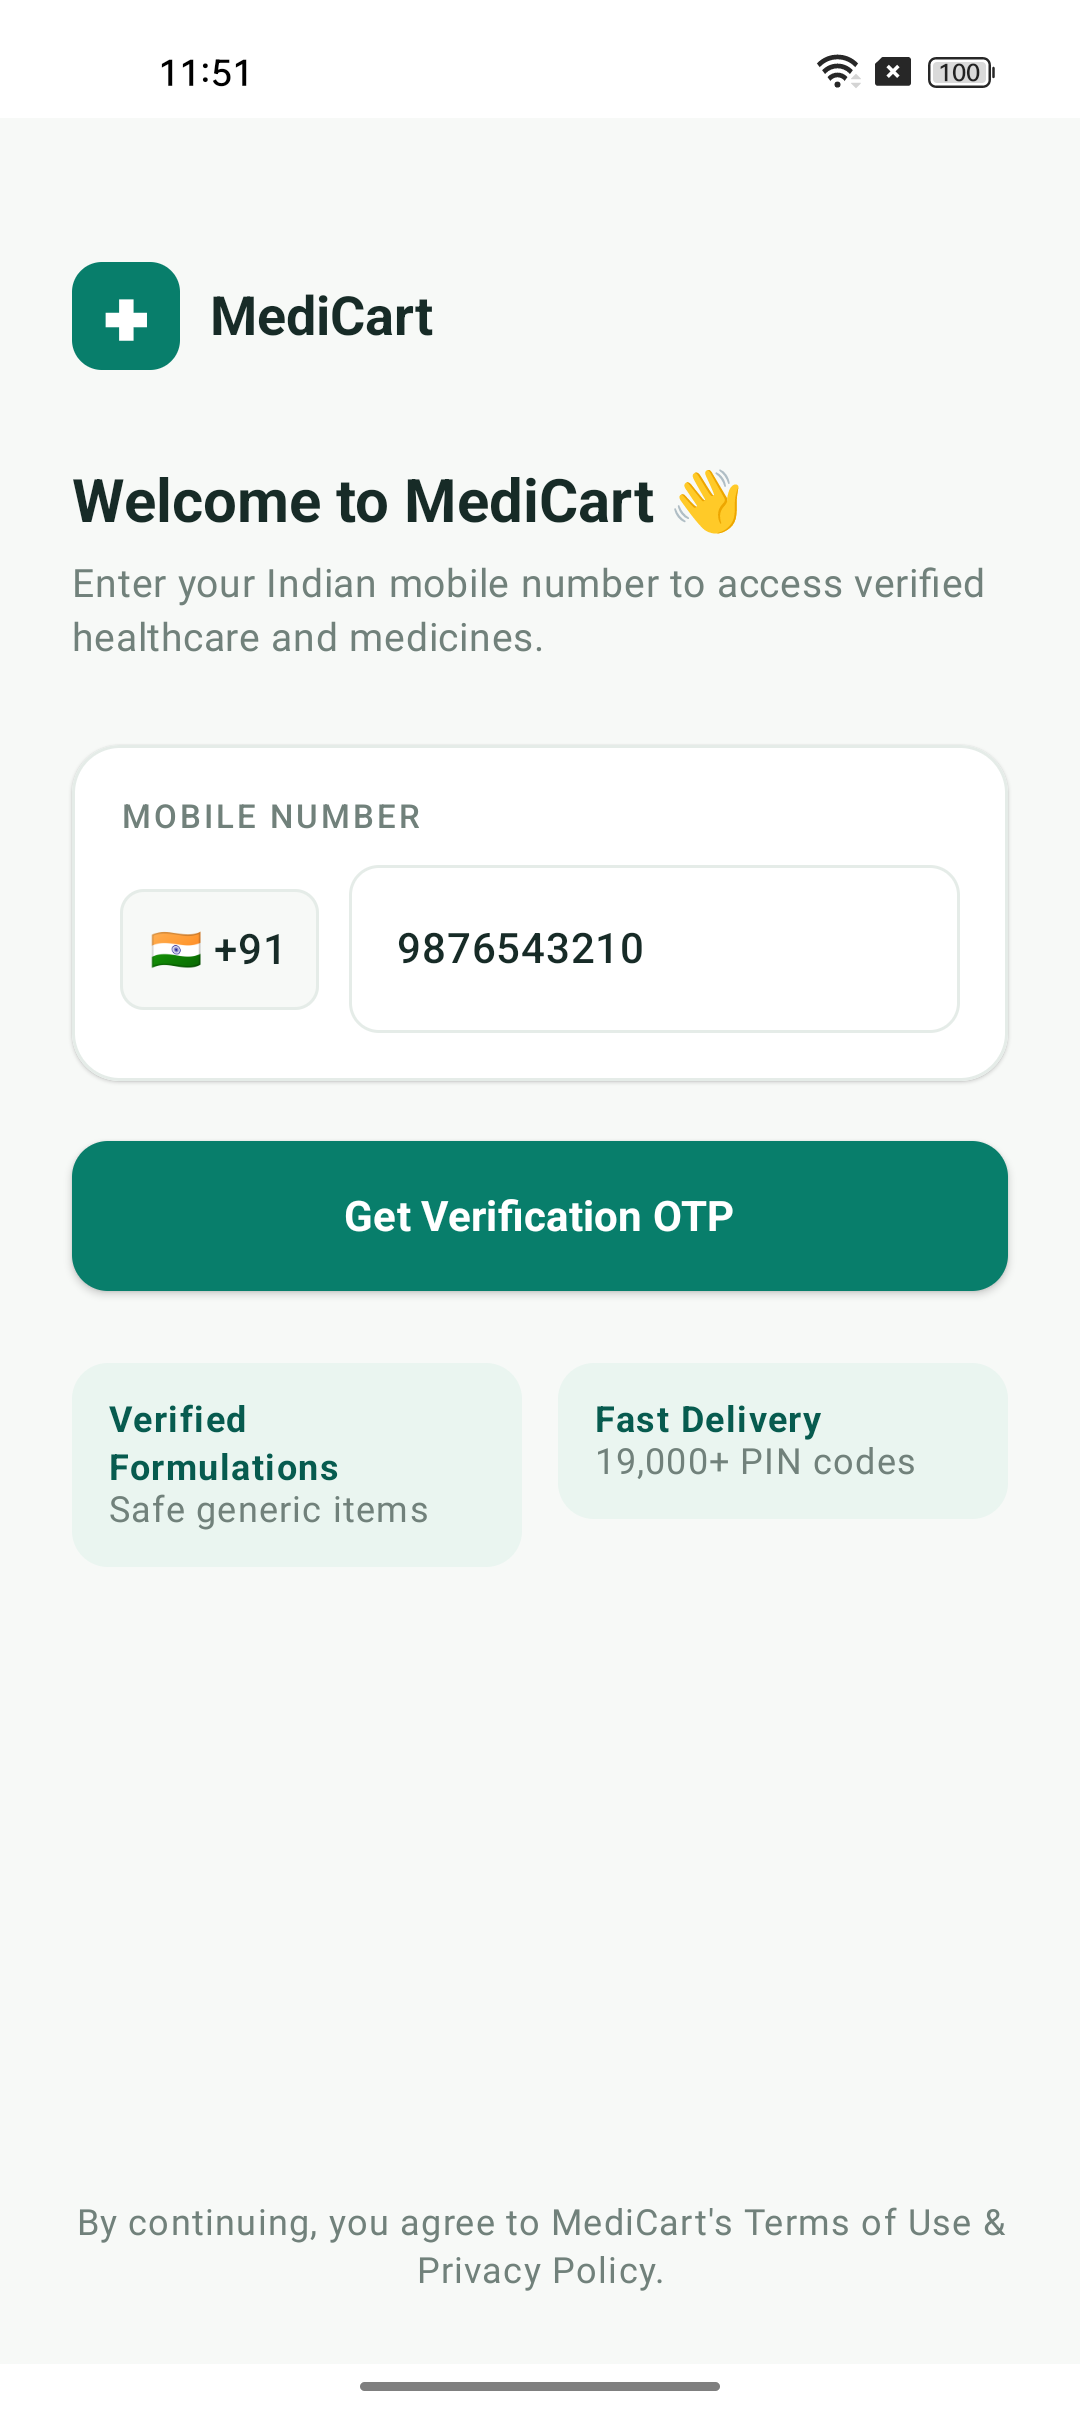 11:51
100
MediCart
Welcome to MediCart 👋
Enter your Indian mobile number to access verified
healthcare and medicines.
MOBILE NUMBER
🇮🇳 +91
9876543210
Get Verification OTP
Verified
Formulations
Safe generic items
Fast Delivery
19,000+ PIN codes
By continuing, you agree to MediCart's Terms of Use &
Privacy Policy.